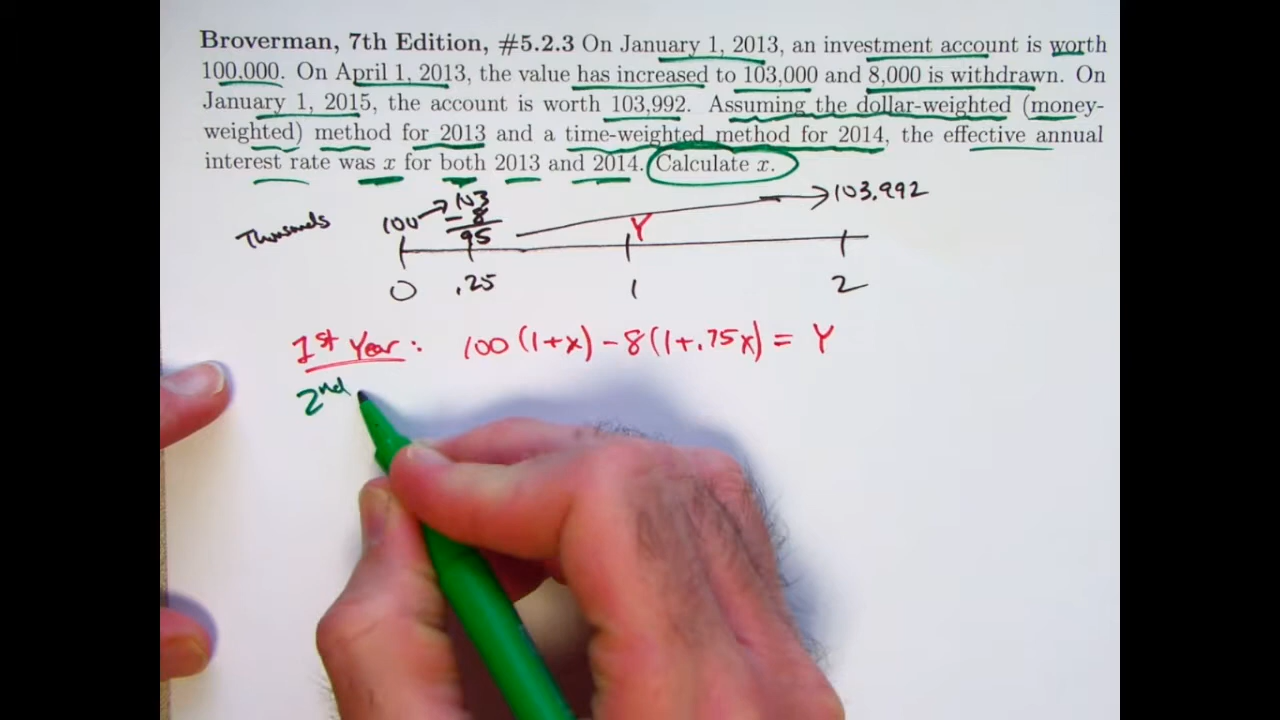 Broverman, 7th Edition, #5.2.3 On January 1, 2013, an investment account is worth
100,000. On April 1, 2013, the value has increased to 103,000 and 8,000 is withdrawn. On
January 1, 2015, the account is worth 103,992. Assuming the dollar-weighted (money-
weighted) method for 2013 and a time-weighted method for 2014, the effective annual
interest rate was x for both 2013 and 2014. Calculate x.
Thousands 100 → 103 → 103.992
- 8
95 Y
0 .25 1 2
1st Year: 100(1+x) - 8(1+.75x) = Y
2nd